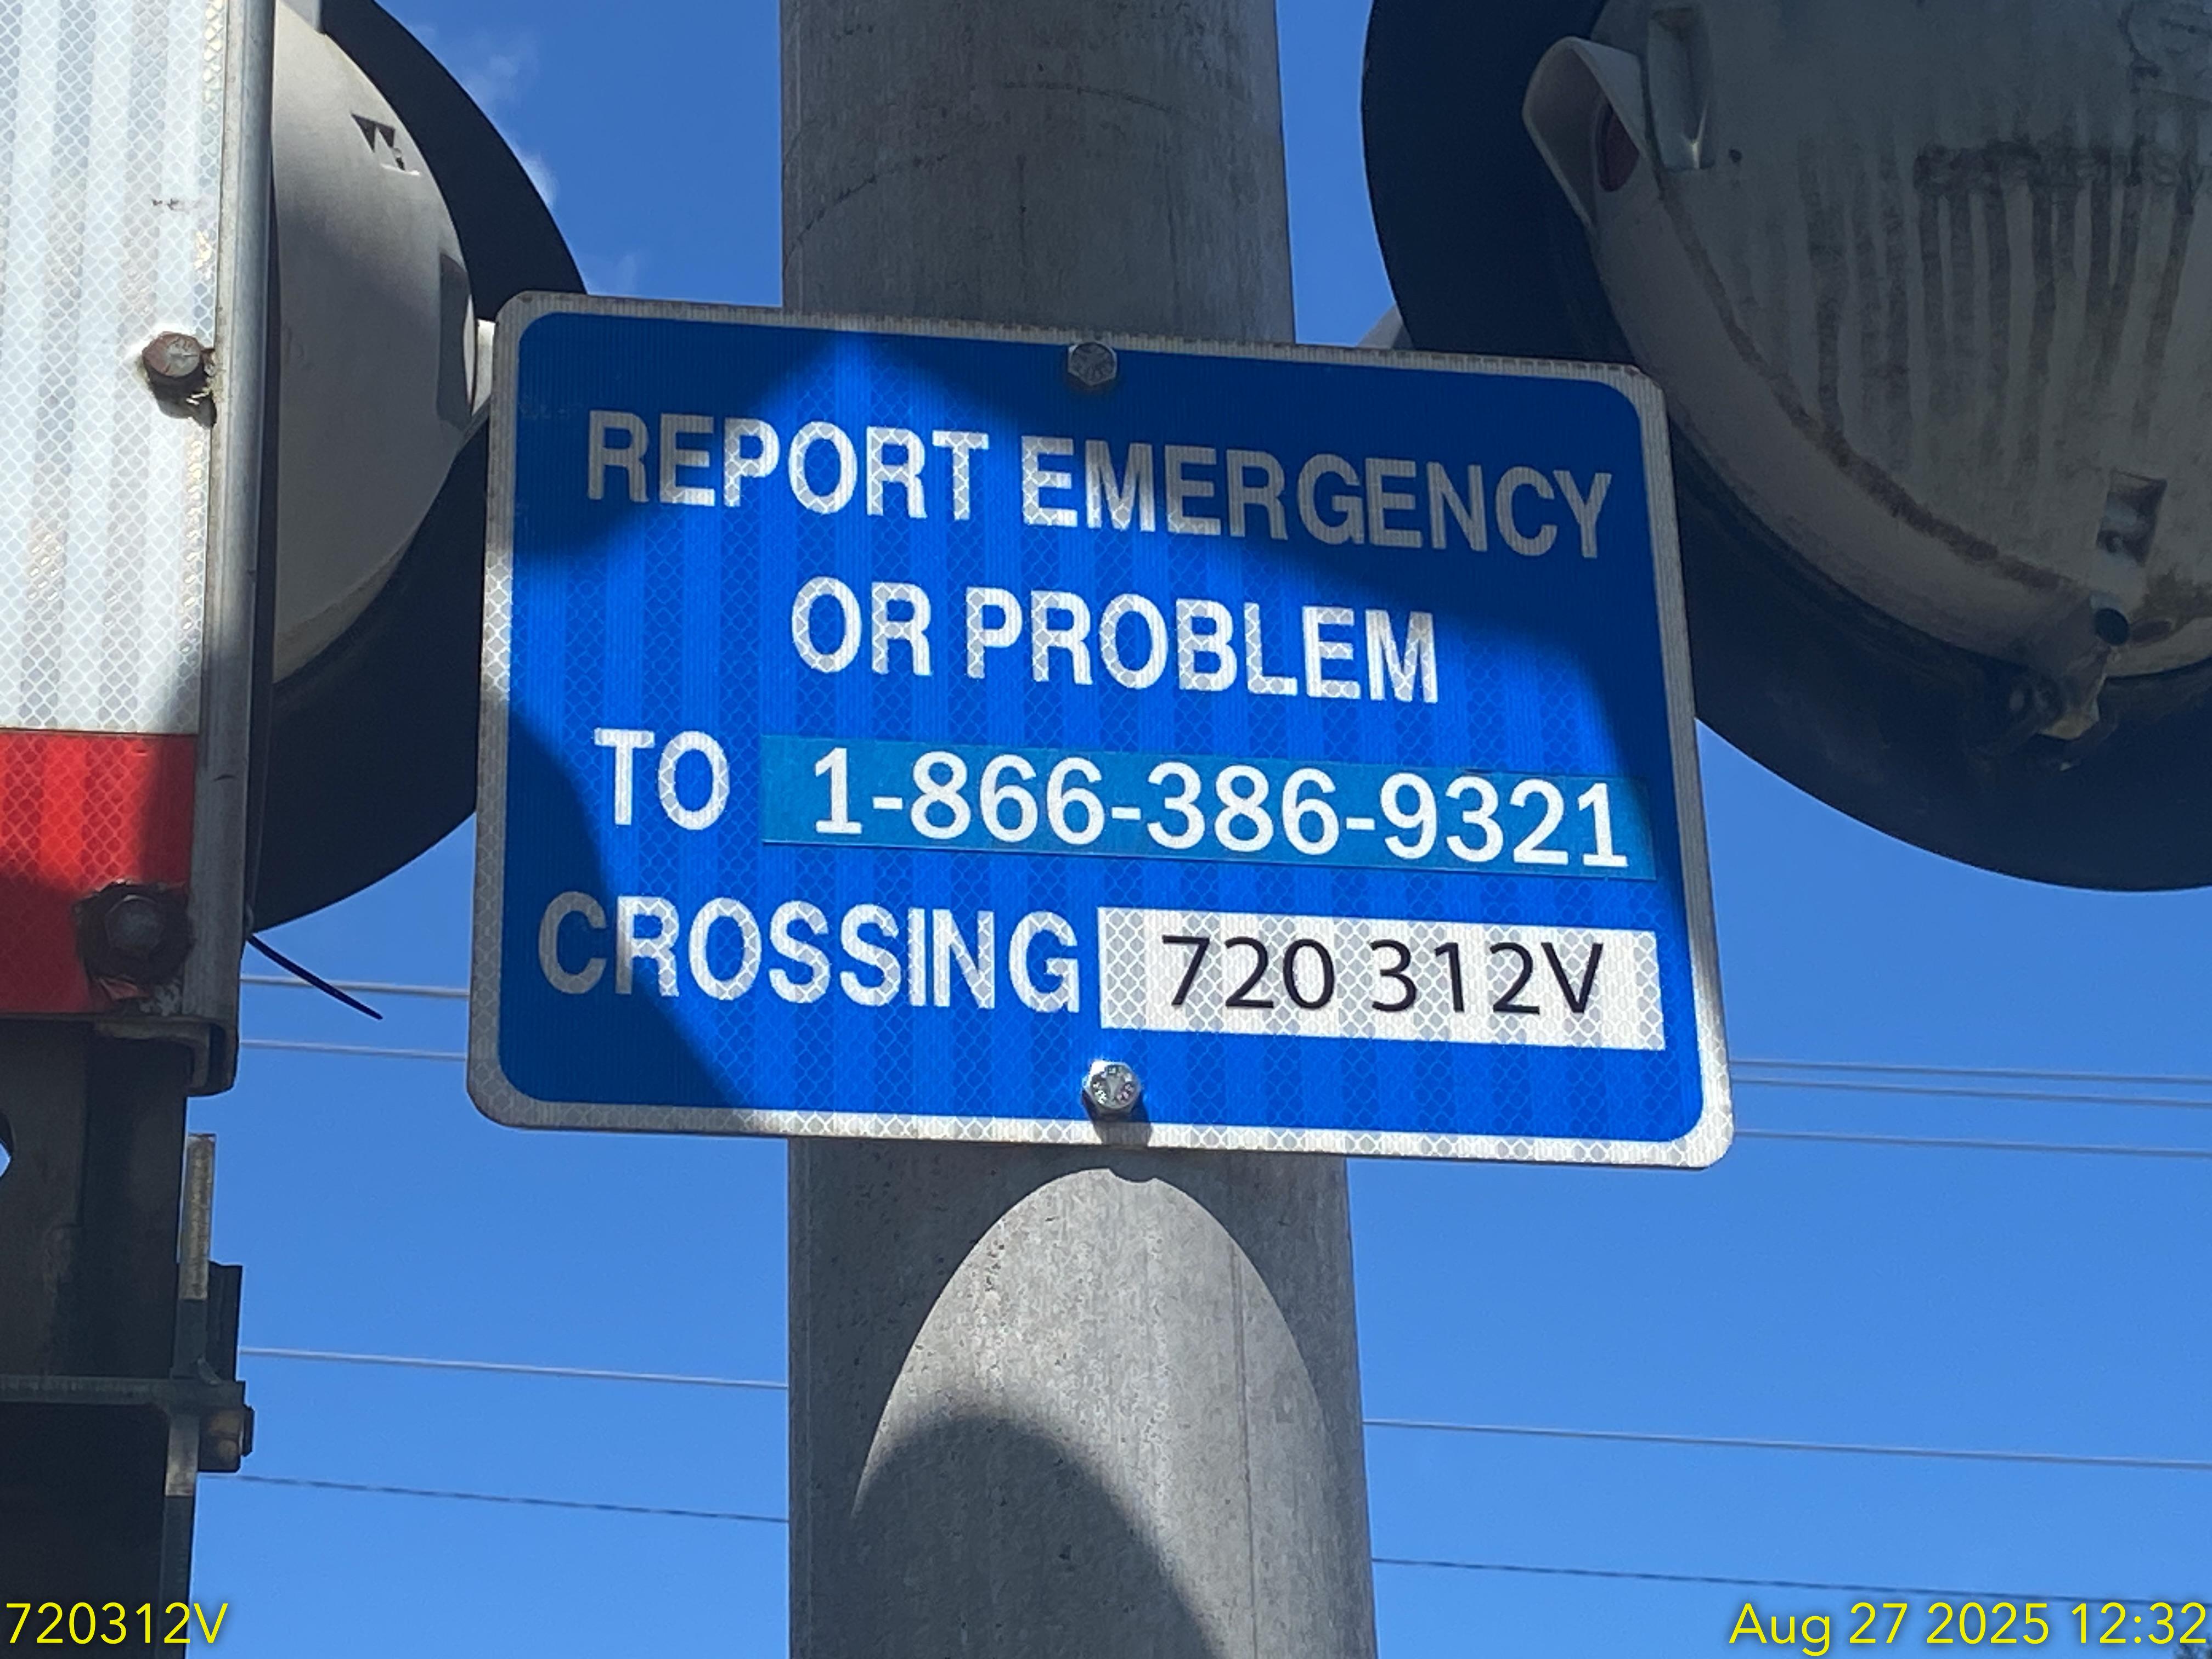 REPORT EMERGENCY
OR PROBLEM
TO 1-866-386-9321
CROSSING 720 312V
720312V
Aug 27 2025 12:32